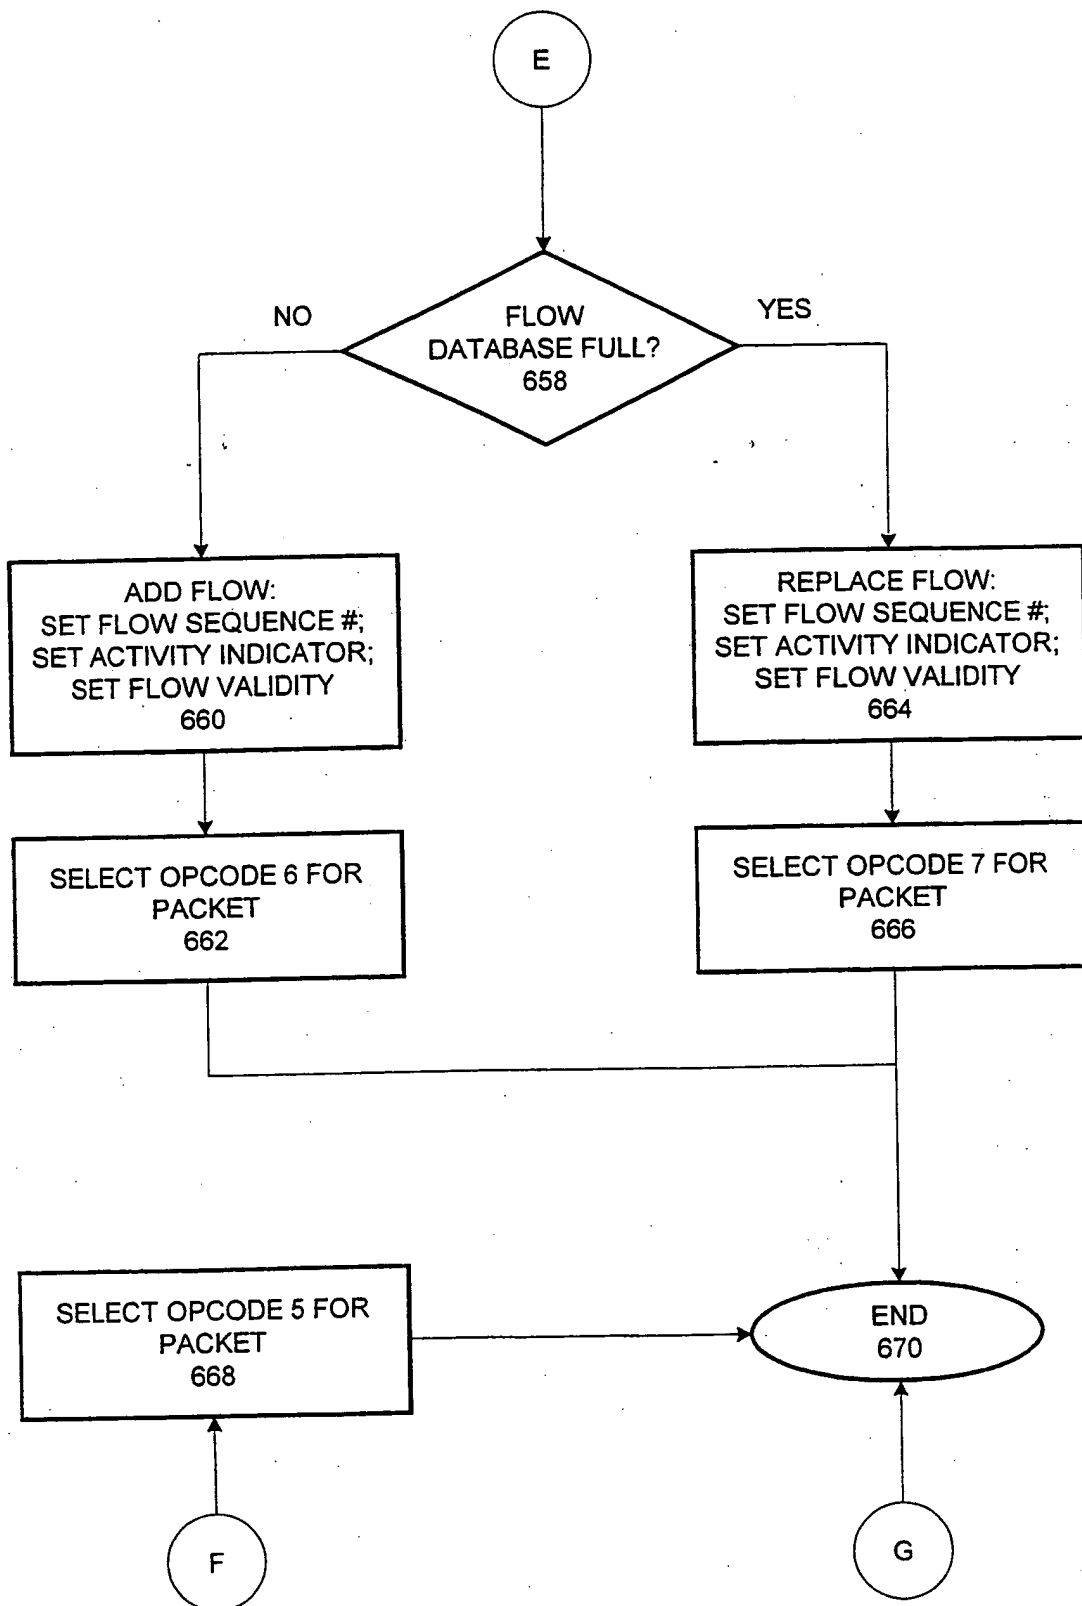 E
NO
YES
FLOW
DATABASE FULL?
658
ADD FLOW:
SET FLOW SEQUENCE #;
SET ACTIVITY INDICATOR;
SET FLOW VALIDITY
660
REPLACE FLOW:
SET FLOW SEQUENCE #;
SET ACTIVITY INDICATOR;
SET FLOW VALIDITY
664
SELECT OPCODE 6 FOR
PACKET
662
SELECT OPCODE 7 FOR
PACKET
666
SELECT OPCODE 5 FOR
PACKET
668
END
670
F
G